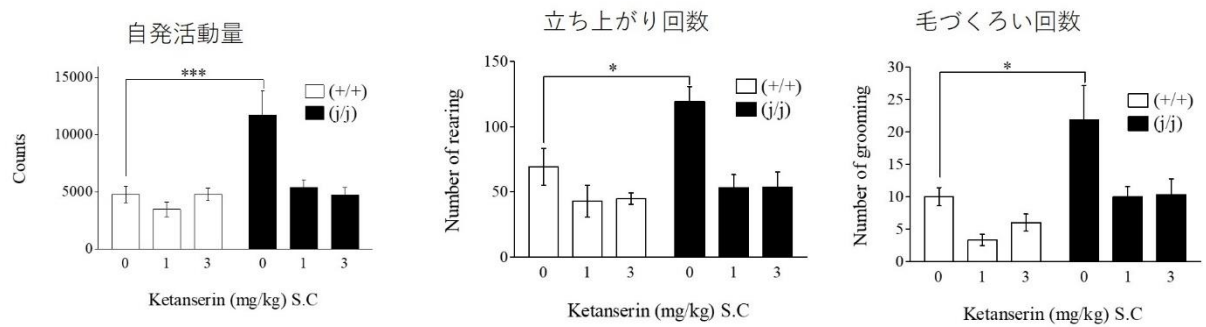 自発活動量
Counts
15000
10000
5000
0
***
(+/+)
(j/j)
0 1 3 0 1 3
Ketanserin (mg/kg) S.C
立ち上がり回数
Number of rearing
150
100
50
0
*
(+/+)
(j/j)
0 1 3 0 1 3
Ketanserin (mg/kg) S.C
毛づくろい回数
Number of grooming
30
25
20
15
10
5
0
*
(+/+)
(j/j)
0 1 3 0 1 3
Ketanserin (mg/kg) S.C